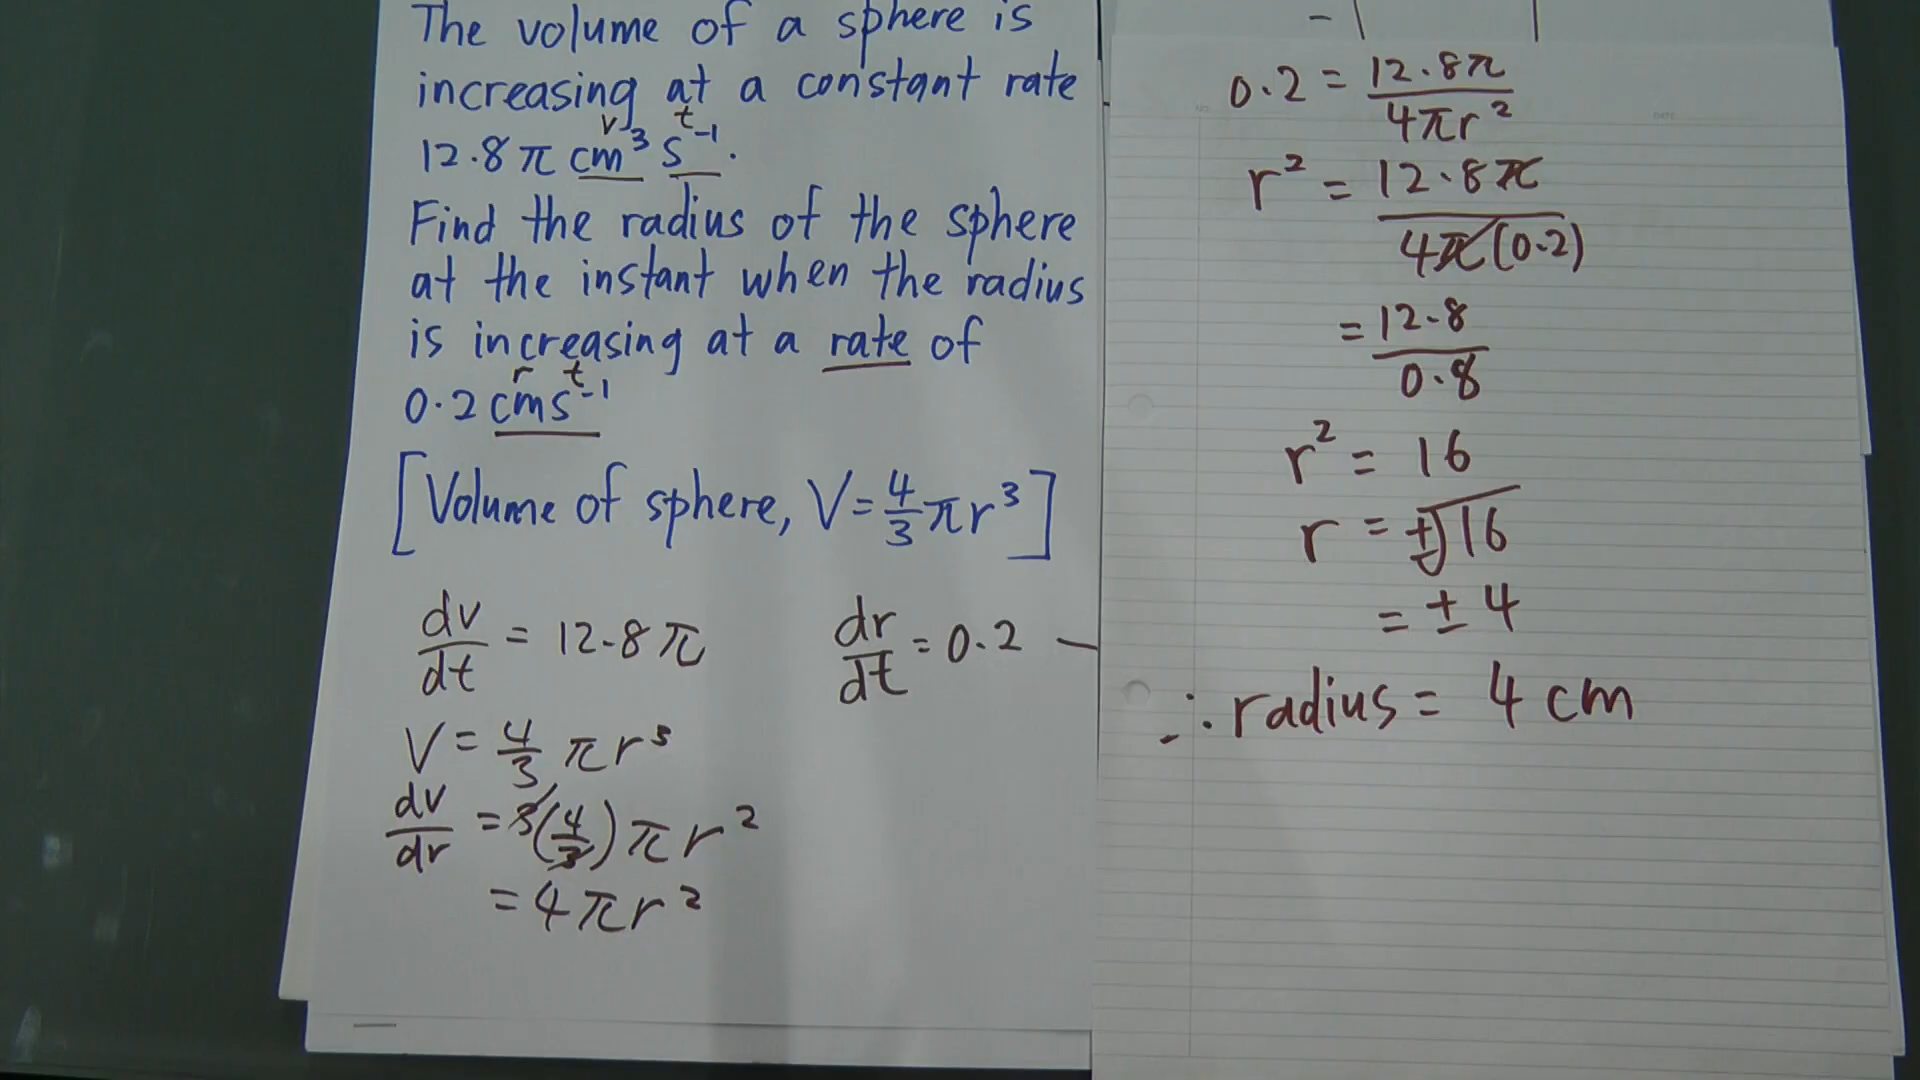 The volume of a sphere is
increasing at a constant rate
v t
12.8 π cm³ s⁻¹.
Find the radius of the sphere
at the instant when the radius
is increasing at a rate of
r t
0.2 cms⁻¹
[Volume of sphere, V = 4/3 πr³]
dv/dt = 12.8 π dr/dt = 0.2 —
V = 4/3 πr³
dv/dr = 3(4/3)πr²
= 4πr²
0.2 = 12.8π/4πr²
r² = 12.8π/4π(0.2)
= 12.8/0.8
r² = 16
r = ±√16
= ± 4
∴ radius = 4 cm